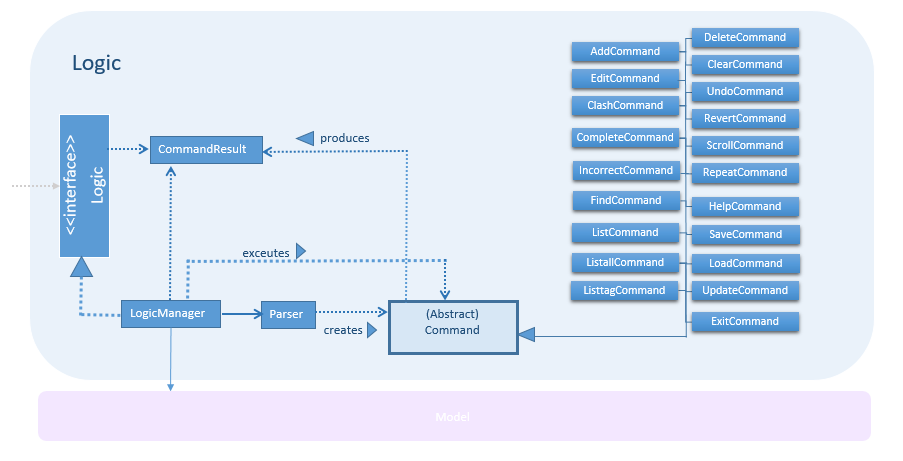 Logic
<<interface>>
Logic
CommandResult
produces
exceutes
LogicManager
Parser
creates
(Abstract)
Command
AddCommand
EditCommand
ClashCommand
CompleteCommand
IncorrectCommand
FindCommand
ListCommand
ListallCommand
ListtagCommand
DeleteCommand
ClearCommand
UndoCommand
RevertCommand
ScrollCommand
RepeatCommand
HelpCommand
SaveCommand
LoadCommand
UpdateCommand
ExitCommand
Model